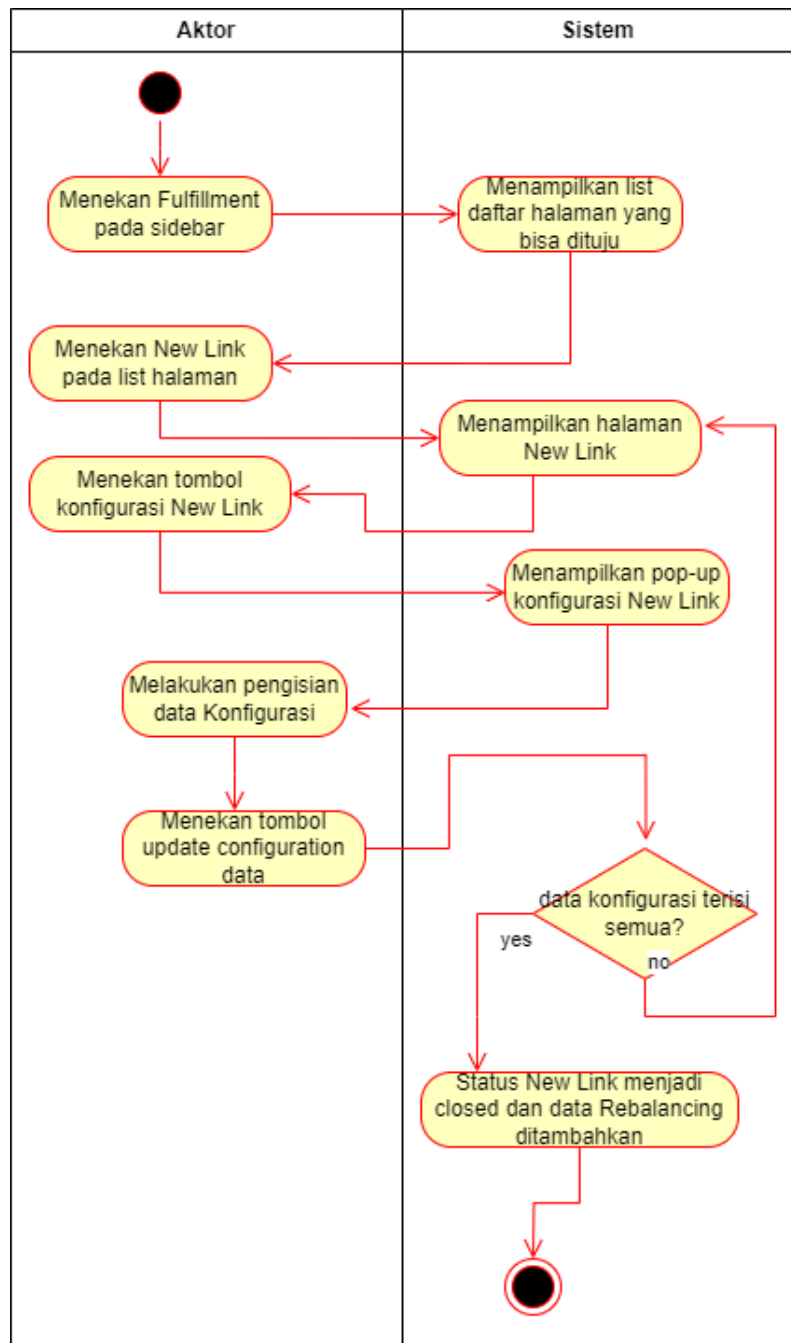 Aktor
Sistem
Menekan Fulfillment
pada sidebar
Menampilkan list
daftar halaman yang
bisa dituju
Menekan New Link
pada list halaman
Menampilkan halaman
New Link
Menekan tombol
konfigurasi New Link
Menampilkan pop-up
konfigurasi New Link
Melakukan pengisian
data Konfigurasi
Menekan tombol
update configuration
data
data konfigurasi terisi
semua?
yes
no
Status New Link menjadi
closed dan data Rebalancing
ditambahkan